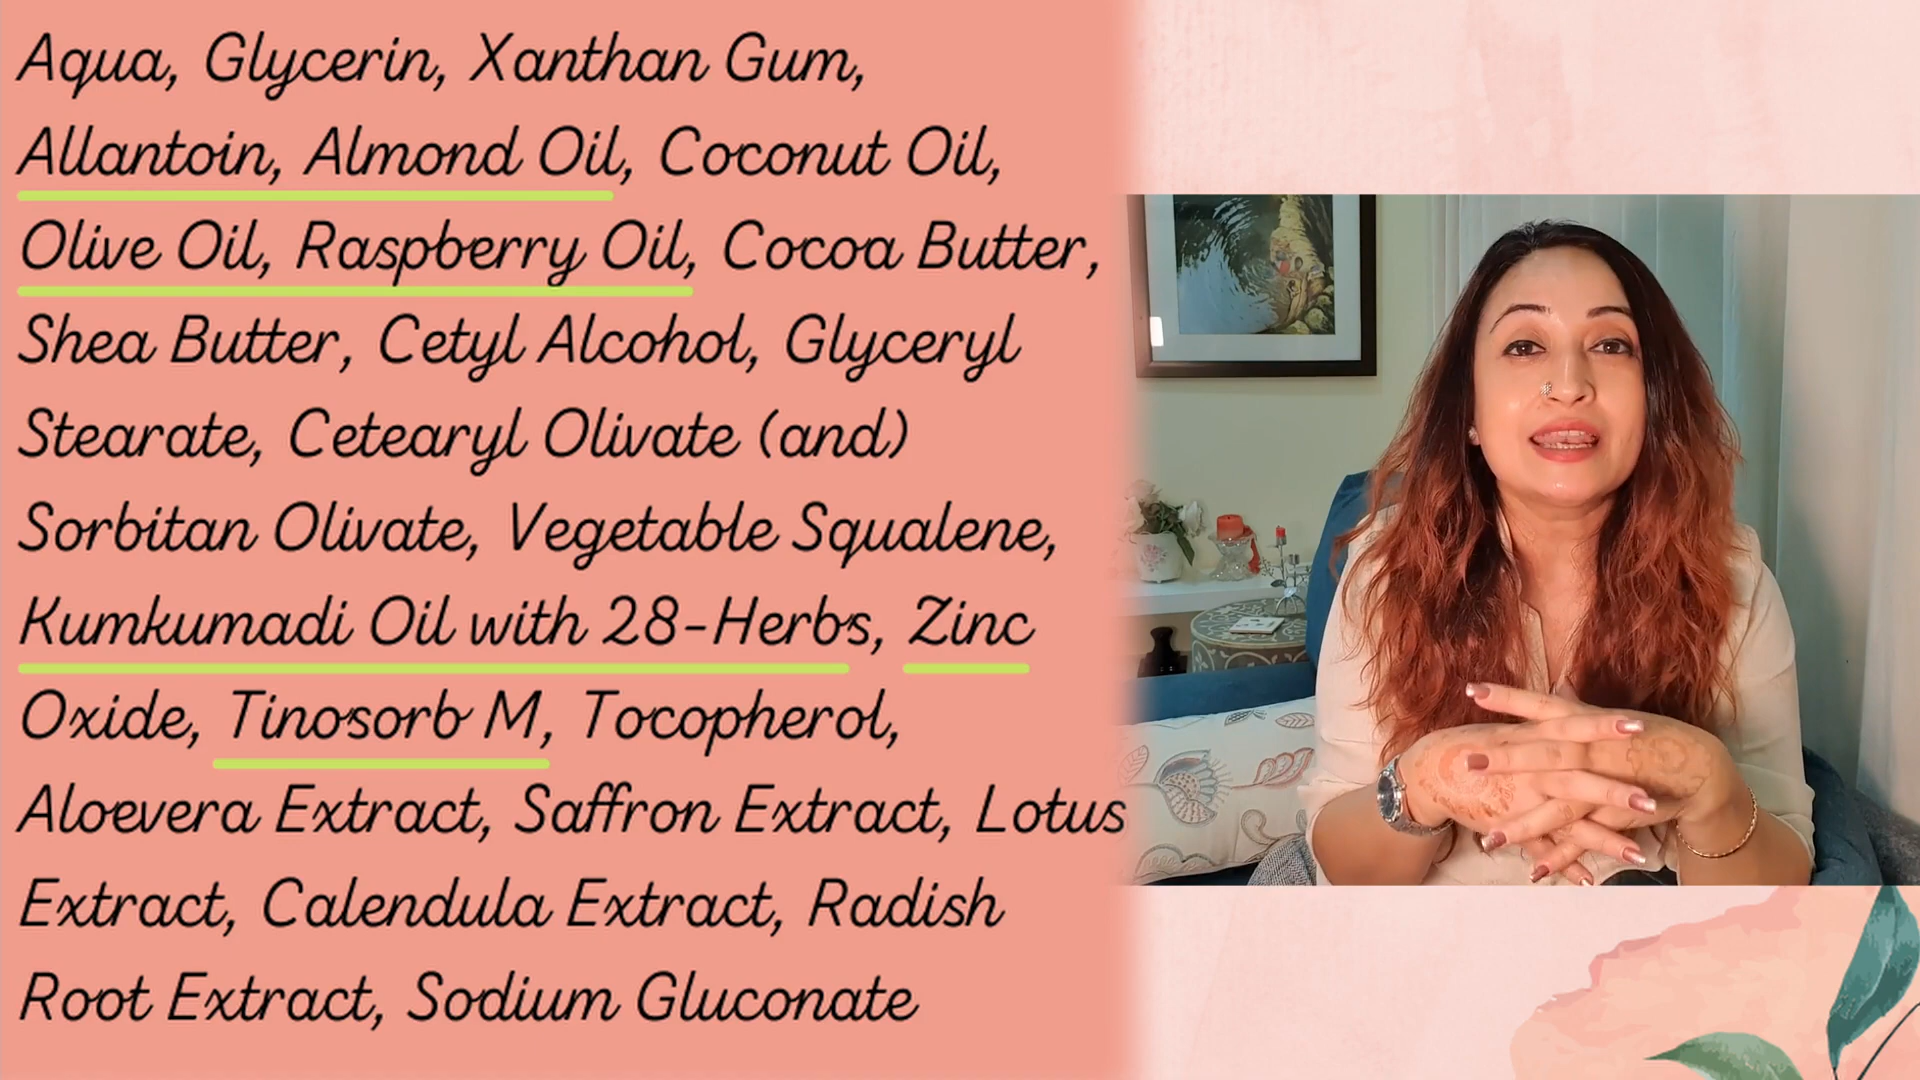 Aqua, Glycerin, Xanthan Gum,
Allantoin, Almond Oil, Coconut Oil,
Olive Oil, Raspberry Oil, Cocoa Butter,
Shea Butter, Cetyl Alcohol, Glyceryl
Stearate, Cetearyl Olivate (and)
Sorbitan Olivate, Vegetable Squalene,
Kumkumadi Oil with 28-Herbs, Zinc
Oxide, Tinosorb M, Tocopherol,
Aloevera Extract, Saffron Extract, Lotus
Extract, Calendula Extract, Radish
Root Extract, Sodium Gluconate